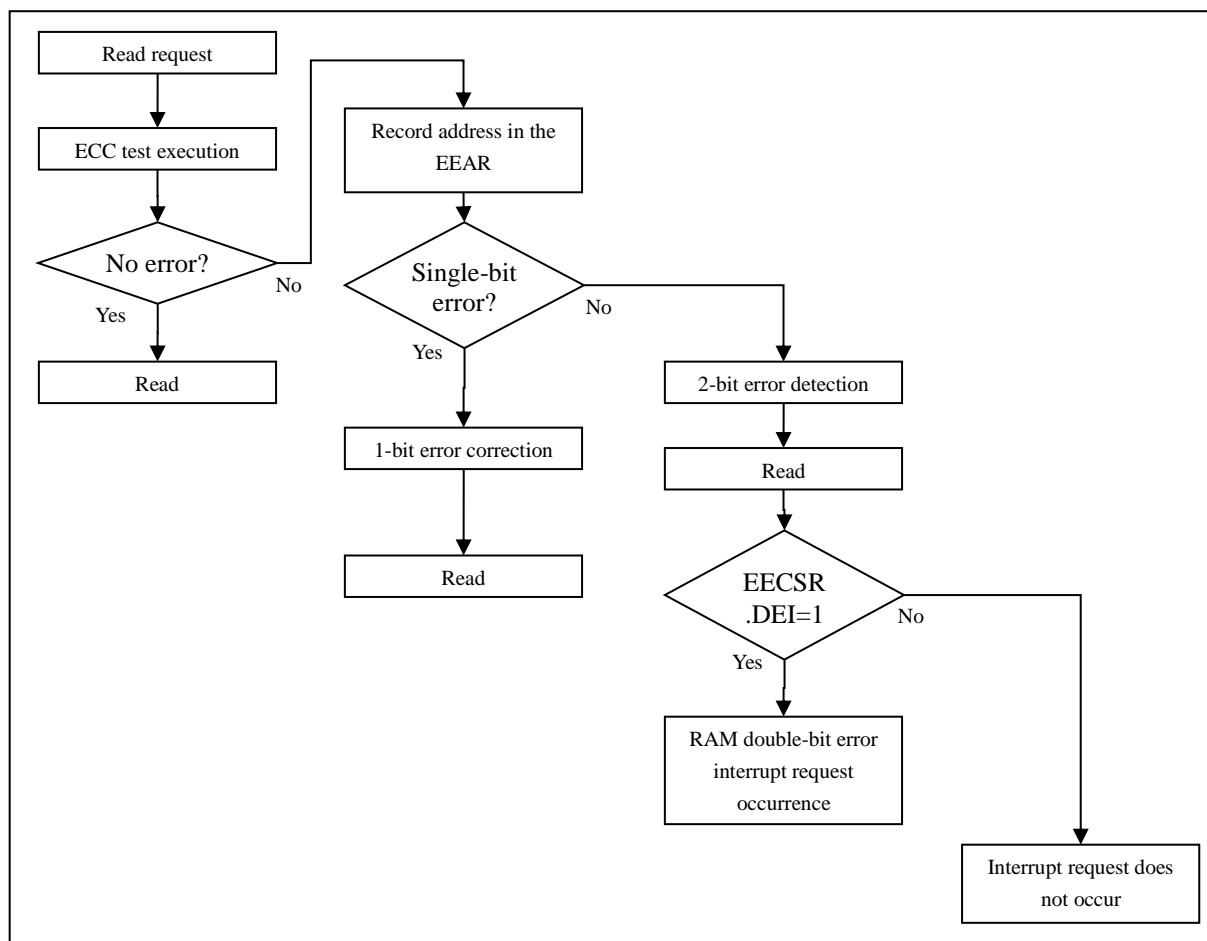 Read request
ECC test execution
No error?
No
Yes
Read
Record address in the
EEAR
Single-bit
error?
No
Yes
1-bit error correction
Read
2-bit error detection
Read
EECSR
.DEI=1
No
Yes
RAM double-bit error
interrupt request
occurrence
Interrupt request does
not occur